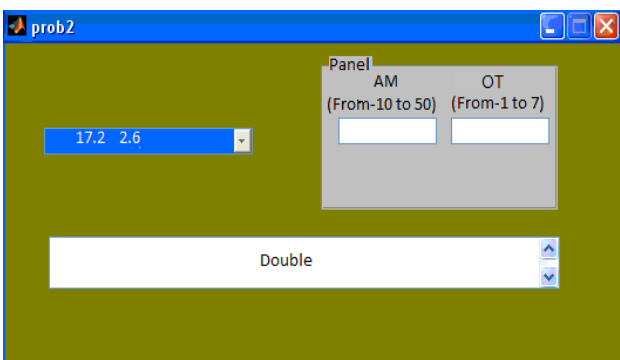 prob2
Panel
AM OT
(From-10 to 50) (From-1 to 7)
17.2 2.6
Double